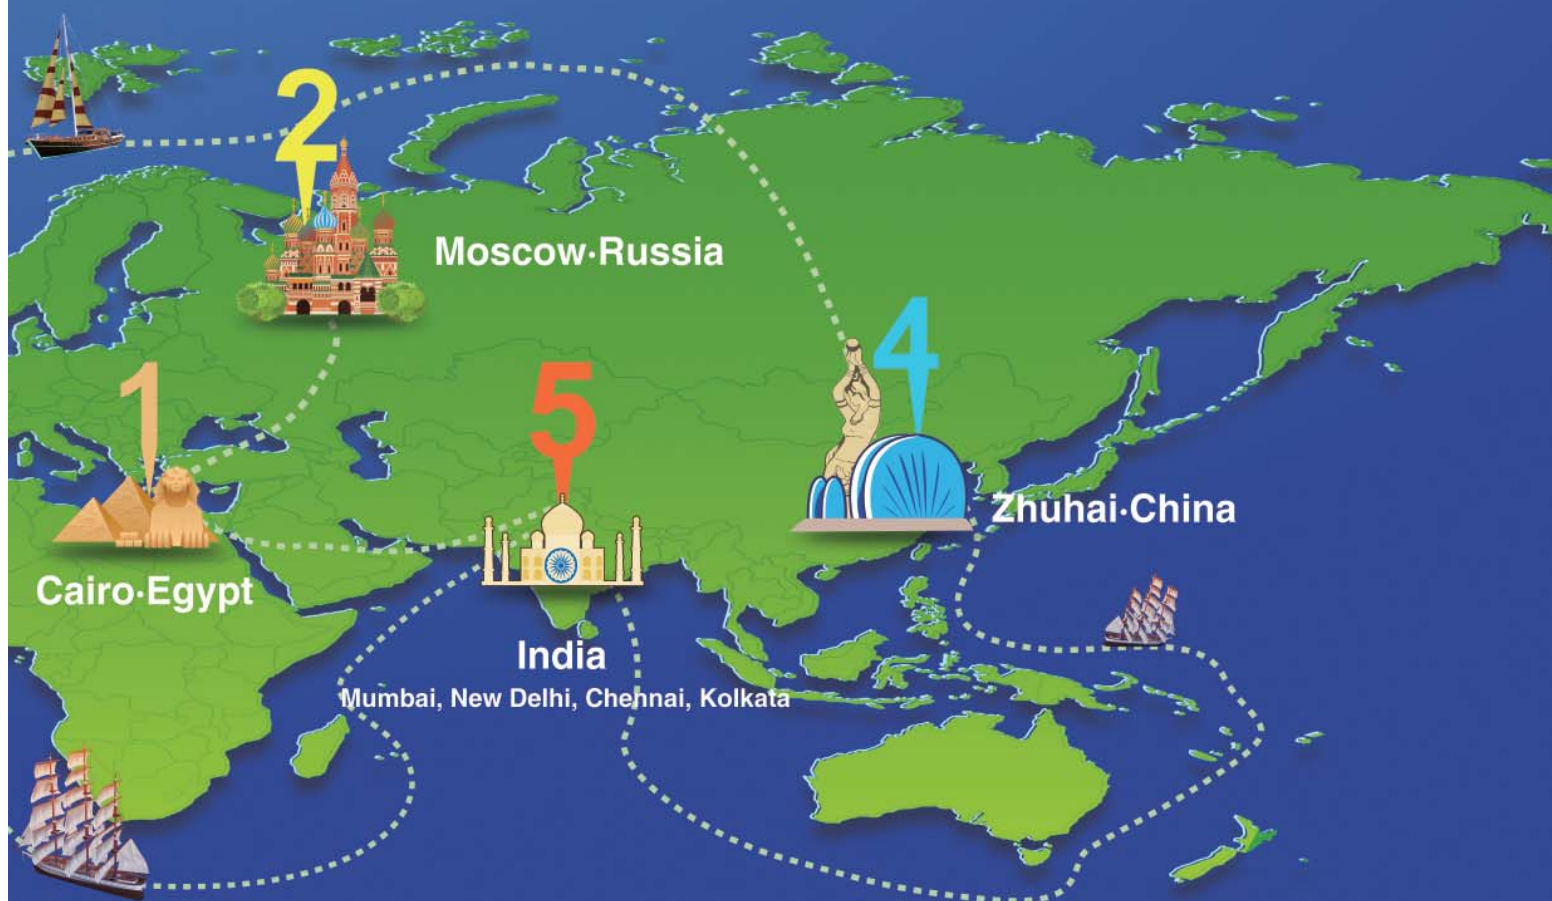 2
Moscow·Russia
4
1
5
Zhuhai·China
Cairo·Egypt
India
Mumbai, New Delhi, Chennai, Kolkata